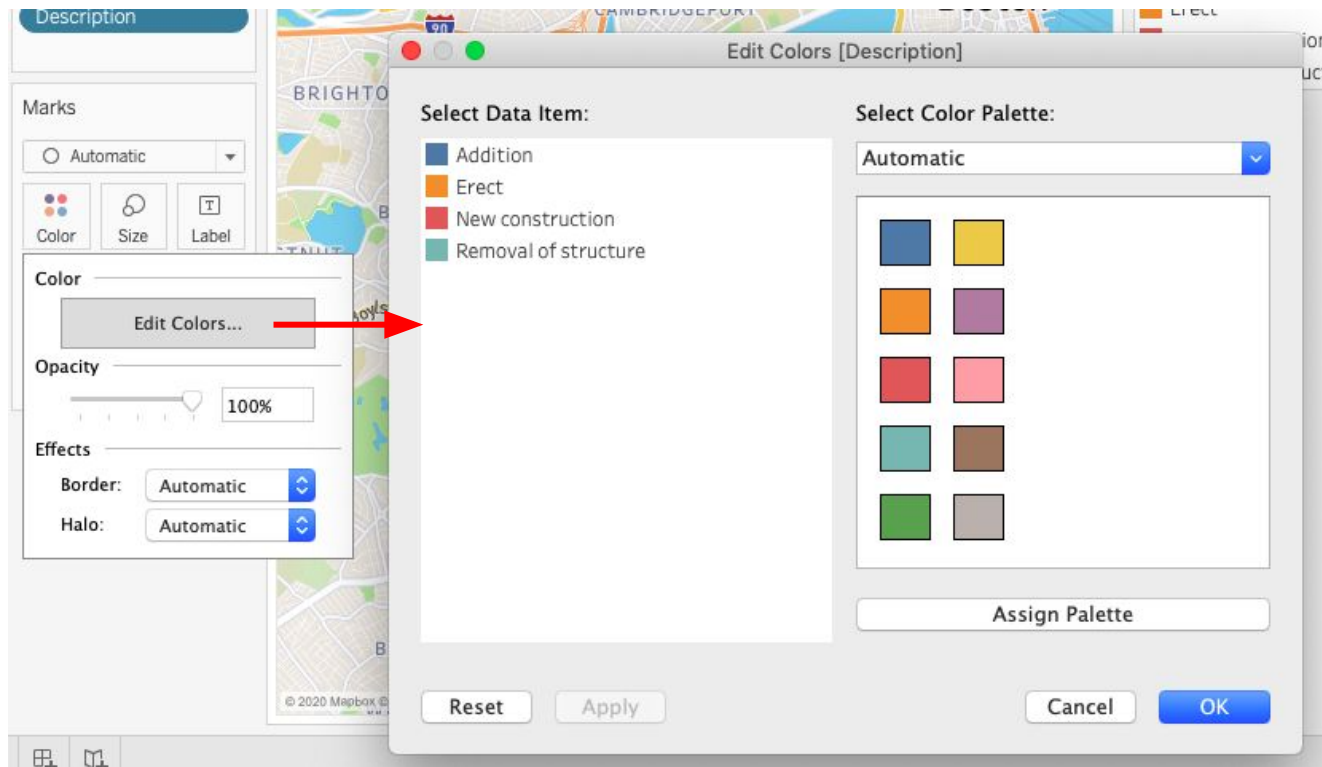 Description
90
CAMBRIDGEPORT
Erect
Edit Colors [Description]
BRIGHTO
Marks
Select Data Item:
Select Color Palette:
Automatic
Addition
Automatic
Erect
New construction
Removal of structure
Color
Size
T
Label
Color
Edit Colors...
Opacity
100%
Effects
Border:
Automatic
Halo:
Automatic
Assign Palette
B
© 2020 Mapbox ©
Reset
Apply
Cancel
OK